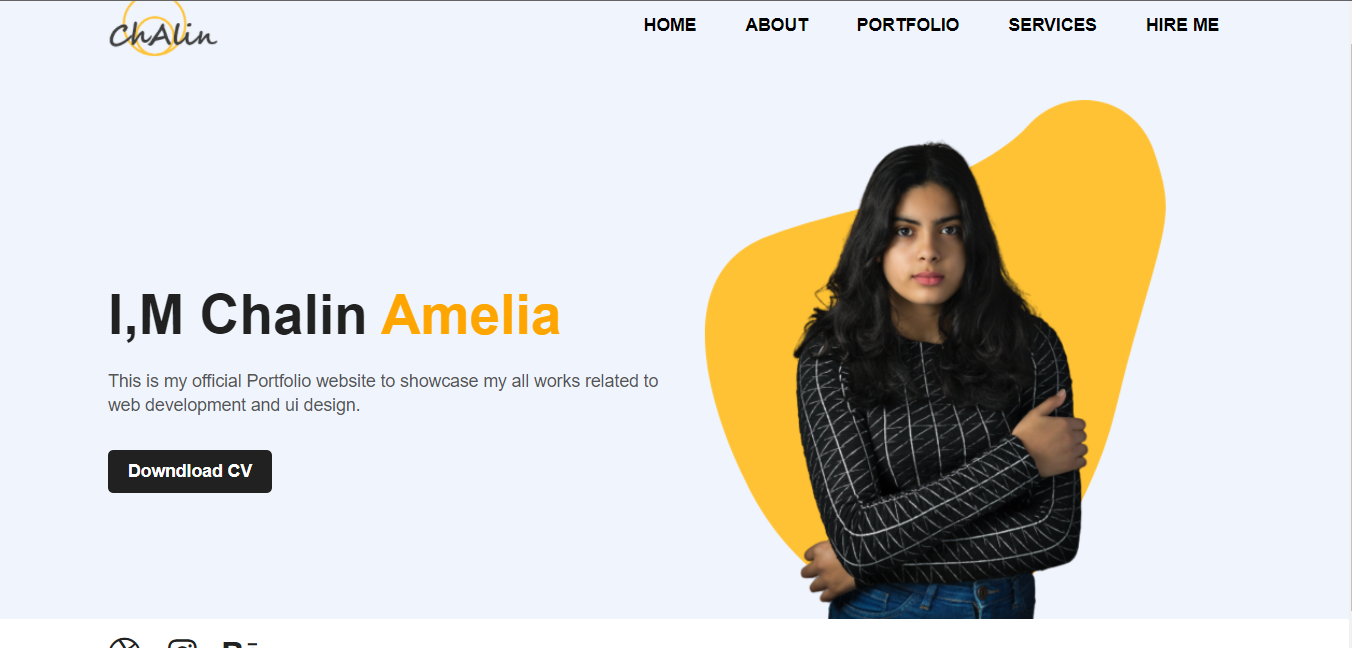 ChAlin
HOME ABOUT PORTFOLIO SERVICES HIRE ME
I,M Chalin Amelia
This is my official Portfolio website to showcase my all works related to
web development and ui design.
Downdload CV